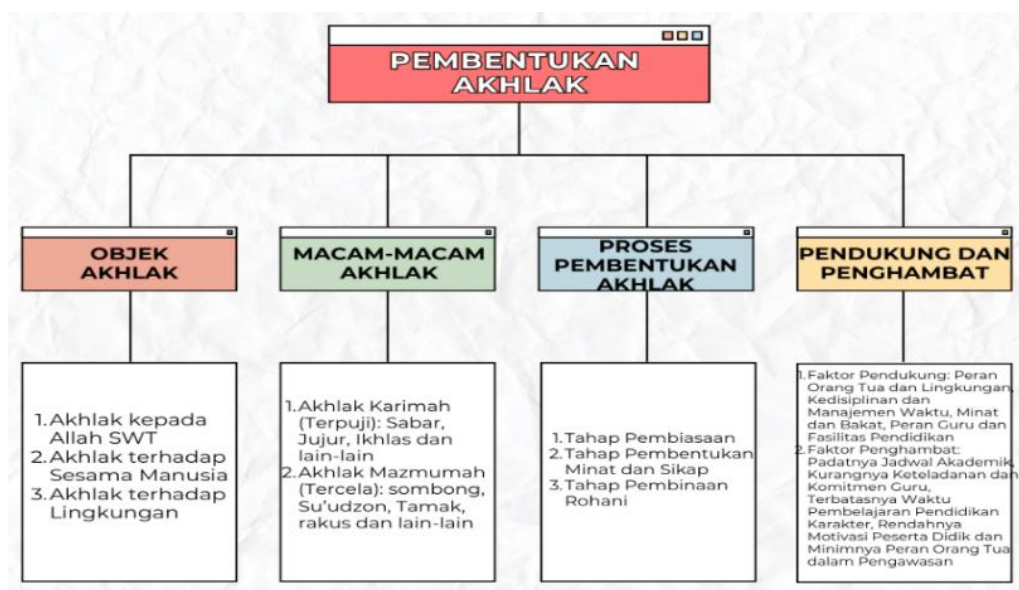 PEMBENTUKAN
AKHLAK
OBJEK
AKHLAK
1.Akhlak kepada
Allah SWT
2.Akhlak terhadap
Sesama Manusia
3.Akhlak terhadap
Lingkungan
MACAM-MACAM
AKHLAK
1.Akhlak Karimah
(Terpuji): Sabar,
Jujur, Ikhlas dan
lain-lain
2.Akhlak Mazmumah
(Tercela): sombong,
Su'udzon, Tamak,
rakus dan lain-lain
PROSES
PEMBENTUKAN
AKHLAK
1.Tahap Pembiasaan
2.Tahap Pembentukan
Minat dan Sikap
3.Tahap Pembinaan
Rohani
PENDUKUNG DAN
PENGHAMBAT
1.Faktor Pendukung: Peran
Orang Tua dan Lingkungan,
Kedisiplinan dan
Manajemen Waktu, Minat
dan Bakat, Peran Guru dan
Fasilitas Pendidikan
2.Faktor Penghambat:
Padatnya Jadwal Akademik,
Kurangnya Keteladanan dan
Komitmen Guru,
Terbatasnya Waktu
Pembelajaran Pendidikan
Karakter, Rendahnya
Motivasi Peserta Didik dan
Minimnya Peran Orang Tua
dalam Pengawasan